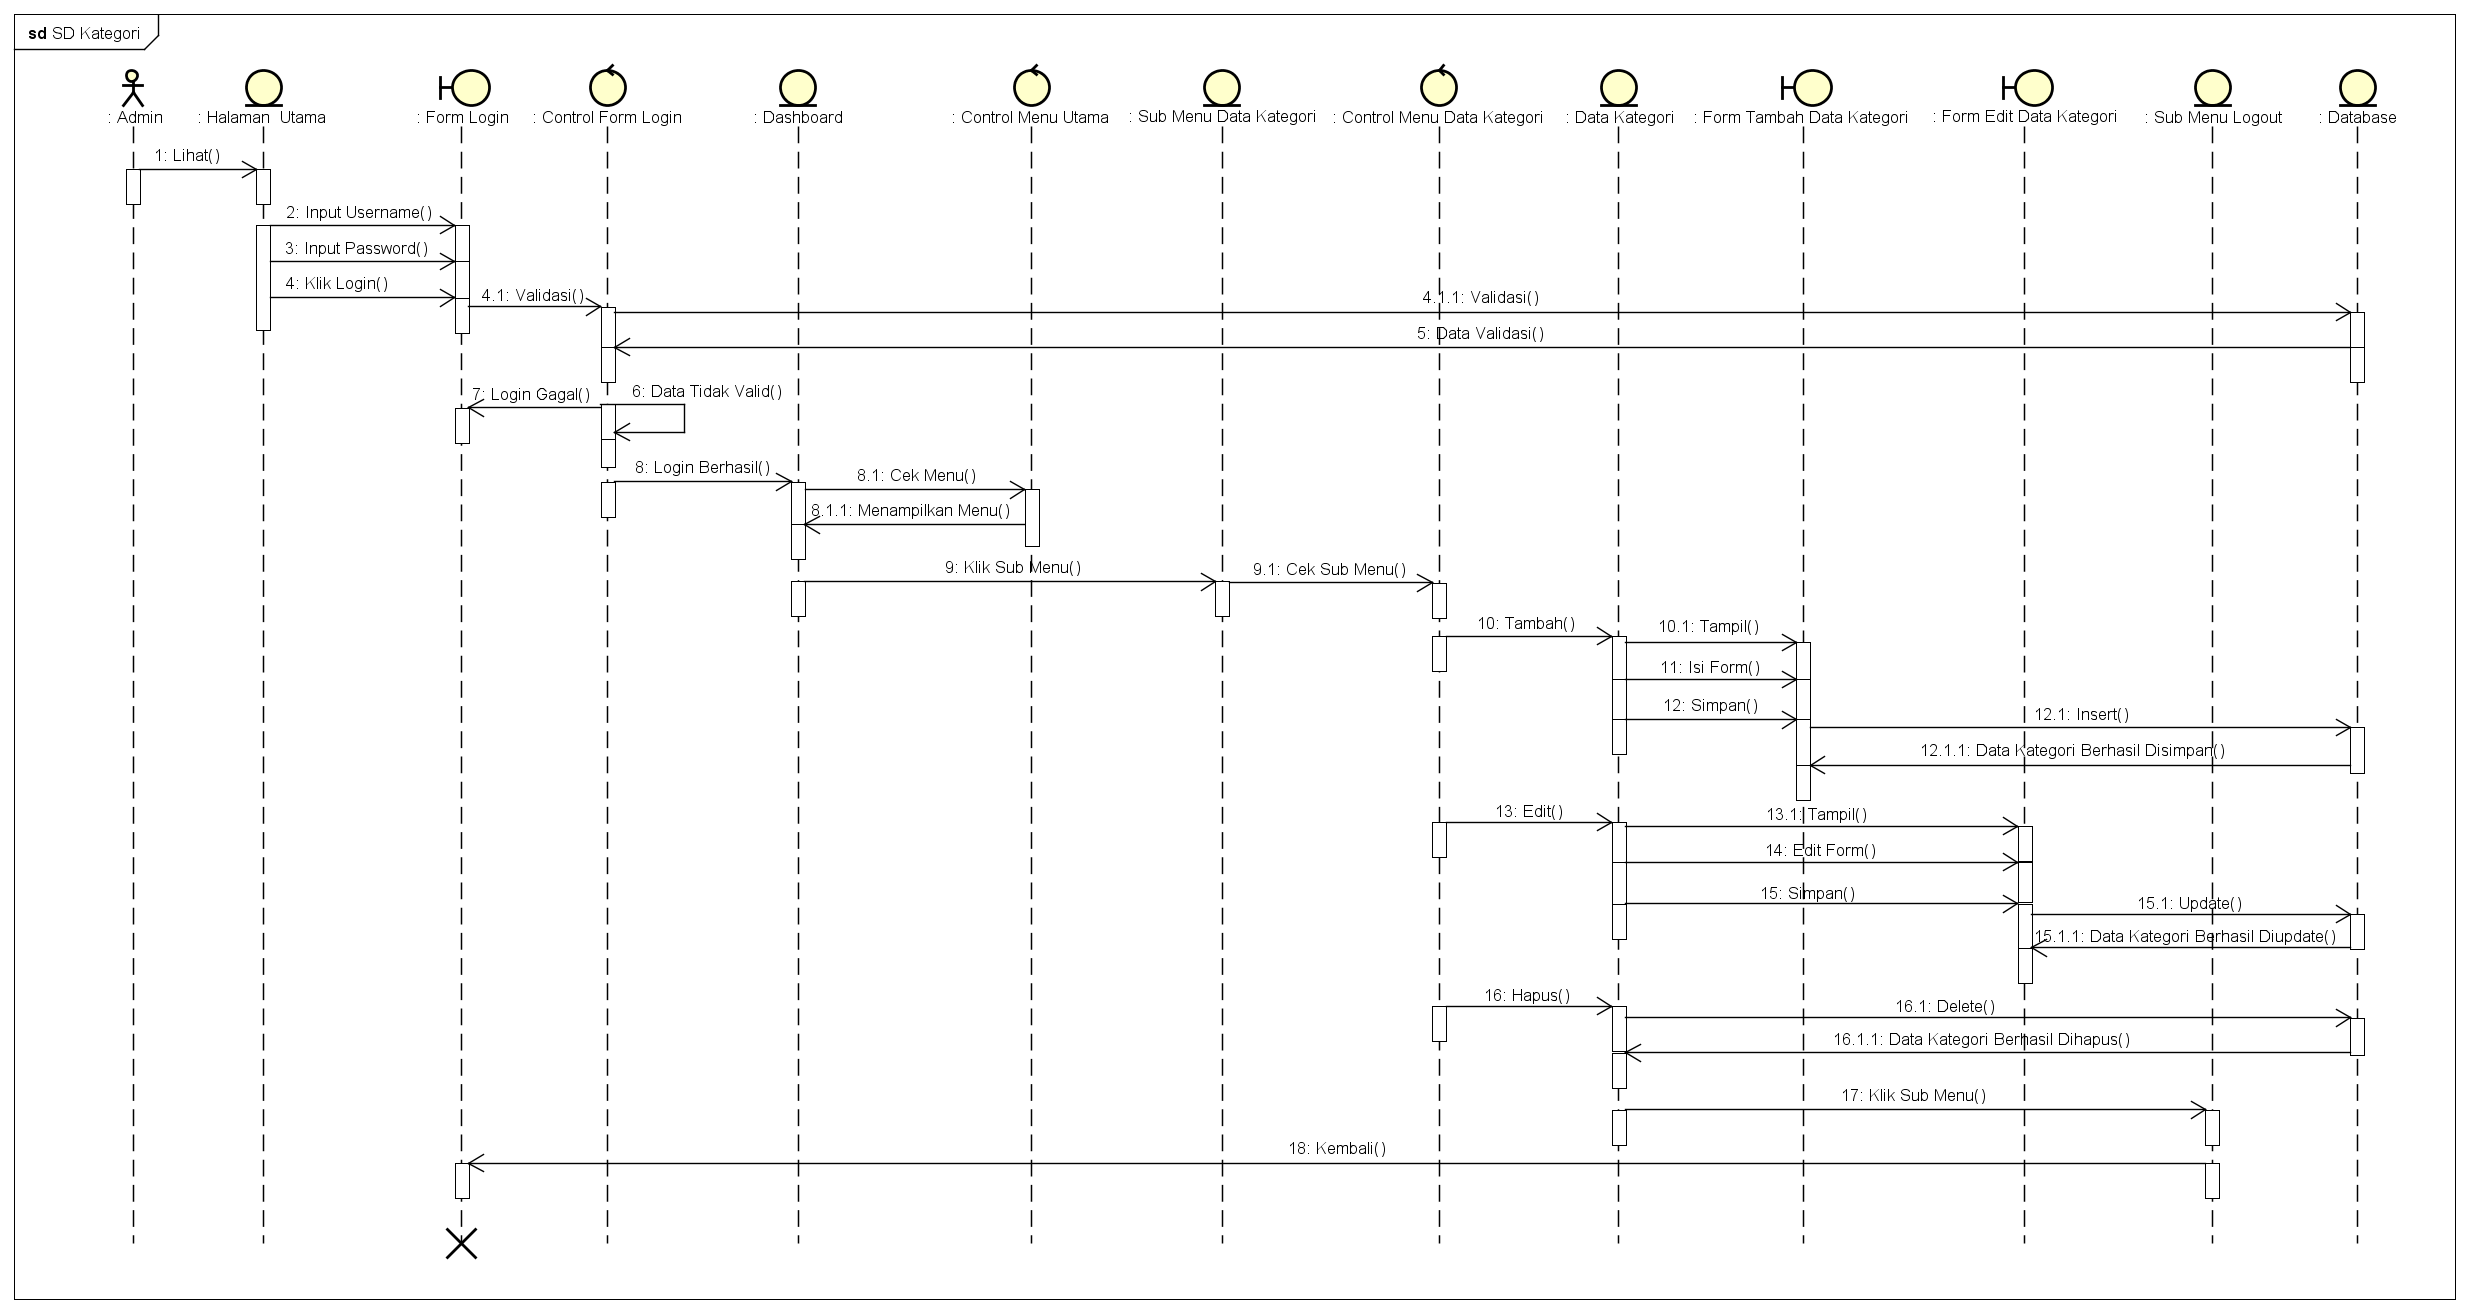 sd SD Kategori
: Admin
: Halaman  Utama
: Form Login
: Control Form Login
: Dashboard
: Control Menu Utama
: Sub Menu Data Kategori
: Control Menu Data Kategori
: Data Kategori
: Form Tambah Data Kategori
: Form Edit Data Kategori
: Sub Menu Logout
: Database
1: Lihat()
2: Input Username()
3: Input Password()
4: Klik Login()
4.1: Validasi()
4.1.1: Validasi()
5: Data Validasi()
6: Data Tidak Valid()
7: Login Gagal()
8: Login Berhasil()
8.1: Cek Menu()
8.1.1: Menampilkan Menu()
9: Klik Sub Menu()
9.1: Cek Sub Menu()
10: Tambah()
10.1: Tampil()
11: Isi Form()
12: Simpan()
12.1: Insert()
12.1.1: Data Kategori Berhasil Disimpan()
13: Edit()
13.1: Tampil()
14: Edit Form()
15: Simpan()
15.1: Update()
15.1.1: Data Kategori Berhasil Diupdate()
16: Hapus()
16.1: Delete()
16.1.1: Data Kategori Berhasil Dihapus()
17: Klik Sub Menu()
18: Kembali()